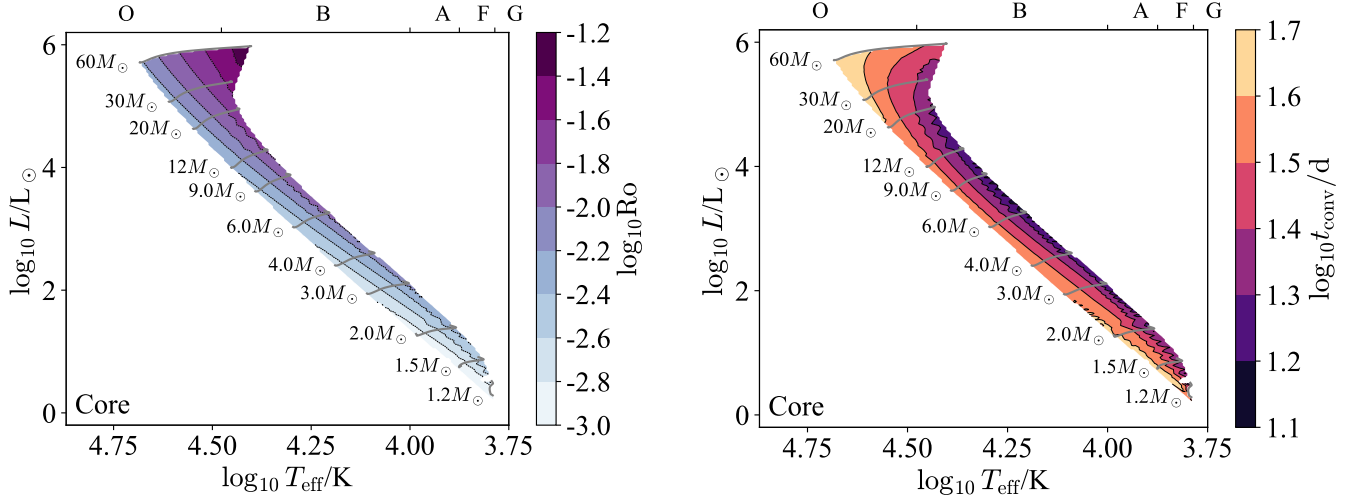 O B A F G
6
4
2
0
log₁₀ L/L☉
60M☉
30M☉
20M☉
12M☉
9.0M☉
6.0M☉
4.0M☉
3.0M☉
2.0M☉
1.5M☉
1.2M☉
Core
4.75 4.50 4.25 4.00 3.75
log₁₀ T_eff/K
-1.2
-1.4
-1.6
-1.8
-2.0
-2.2
-2.4
-2.6
-2.8
-3.0
log₁₀Ro
O B A F G
6
4
2
0
log₁₀ L/L☉
60M☉
30M☉
20M☉
12M☉
9.0M☉
6.0M☉
4.0M☉
3.0M☉
2.0M☉
1.5M☉
1.2M☉
Core
4.75 4.50 4.25 4.00 3.75
log₁₀ T_eff/K
1.7
1.6
1.5
1.4
1.3
1.2
1.1
log₁₀t_conv/d